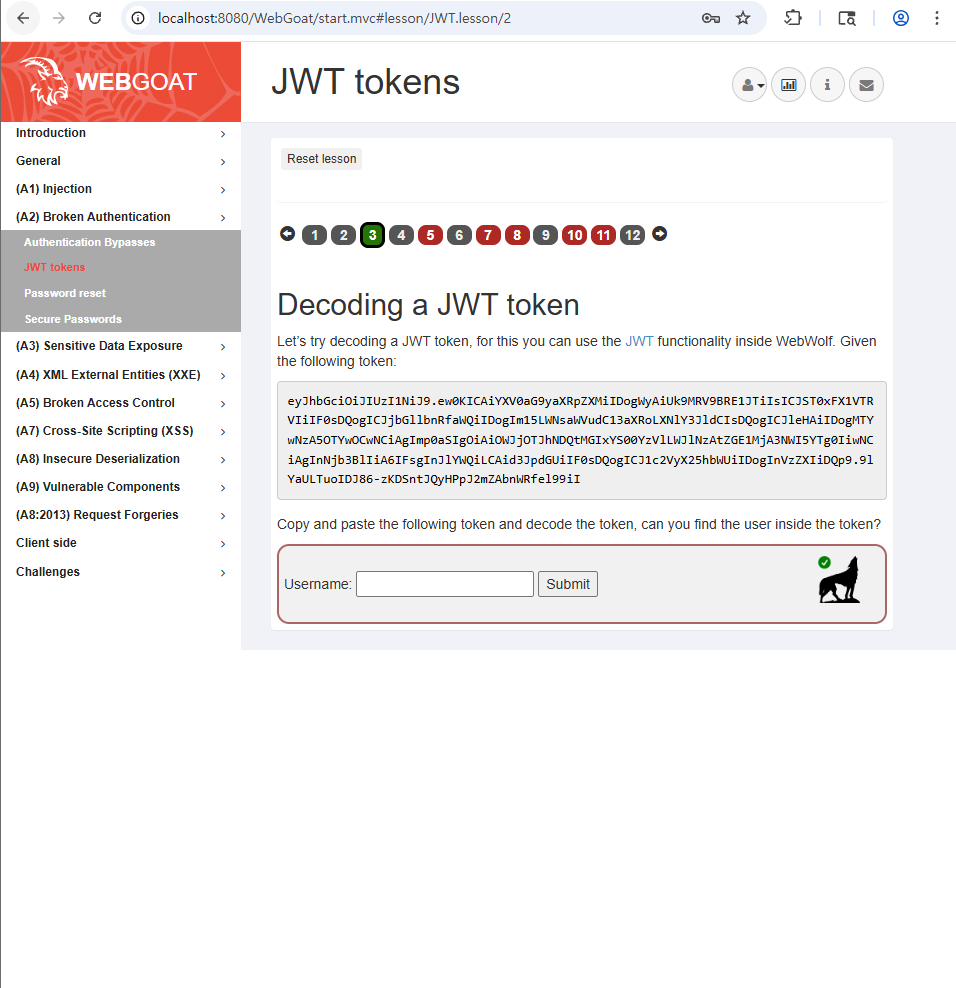 localhost:8080/WebGoat/start.mvc#lesson/JWT.lesson/2
WEBGOAT
JWT tokens
Introduction
General
(A1) Injection
(A2) Broken Authentication
Authentication Bypasses
JWT tokens
Password reset
Secure Passwords
(A3) Sensitive Data Exposure
(A4) XML External Entities (XXE)
(A5) Broken Access Control
(A7) Cross-Site Scripting (XSS)
(A8) Insecure Deserialization
(A9) Vulnerable Components
(A8:2013) Request Forgeries
Client side
Challenges
Reset lesson
1 2 3 4 5 6 7 8 9 10 11 12
Decoding a JWT token
Let's try decoding a JWT token, for this you can use the JWT functionality inside WebWolf. Given
the following token:
eyJhbGciOiJIUzI1NiJ9.ew0KICAiYXV0aG9yaXRpZXMiIDogWyAiUk9MRV9BRE1JTiIsICJST0xFX1VTR
VIiIF0sDQogICJjbGllbnRfaWQiIDogIm15LWNsaWVudC13aXRoLXNlY3JldCIsDQogICJleHAiIDogMTY
wNzA5OTYwOCwNCiAgImp0aSIgOiAiOWJjOTJhNDQtMGIxYS00YzVlLWJlNzAtZGE1MjA3NWI5YTg0IiwNC
iAgInNjb3BlIiA6IFsgInJlYWQiLCAid3JpdGUiIF0sDQogICJ1c2VyX25hbWUiIDogInVzZXIiDQp9.9l
YaULTuoIDJ86-zKDSntJQyHPpJ2mZAbnWRfel99iI
Copy and paste the following token and decode the token, can you find the user inside the token?
Username:
Submit